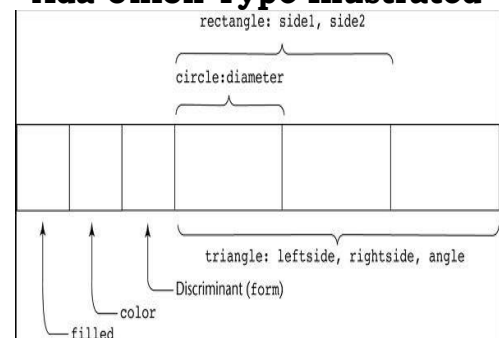 Ada Union Type Illustrated
rectangle: side1, side2
circle:diameter
triangle: leftside, rightside, angle
Discriminant (form)
color
filled